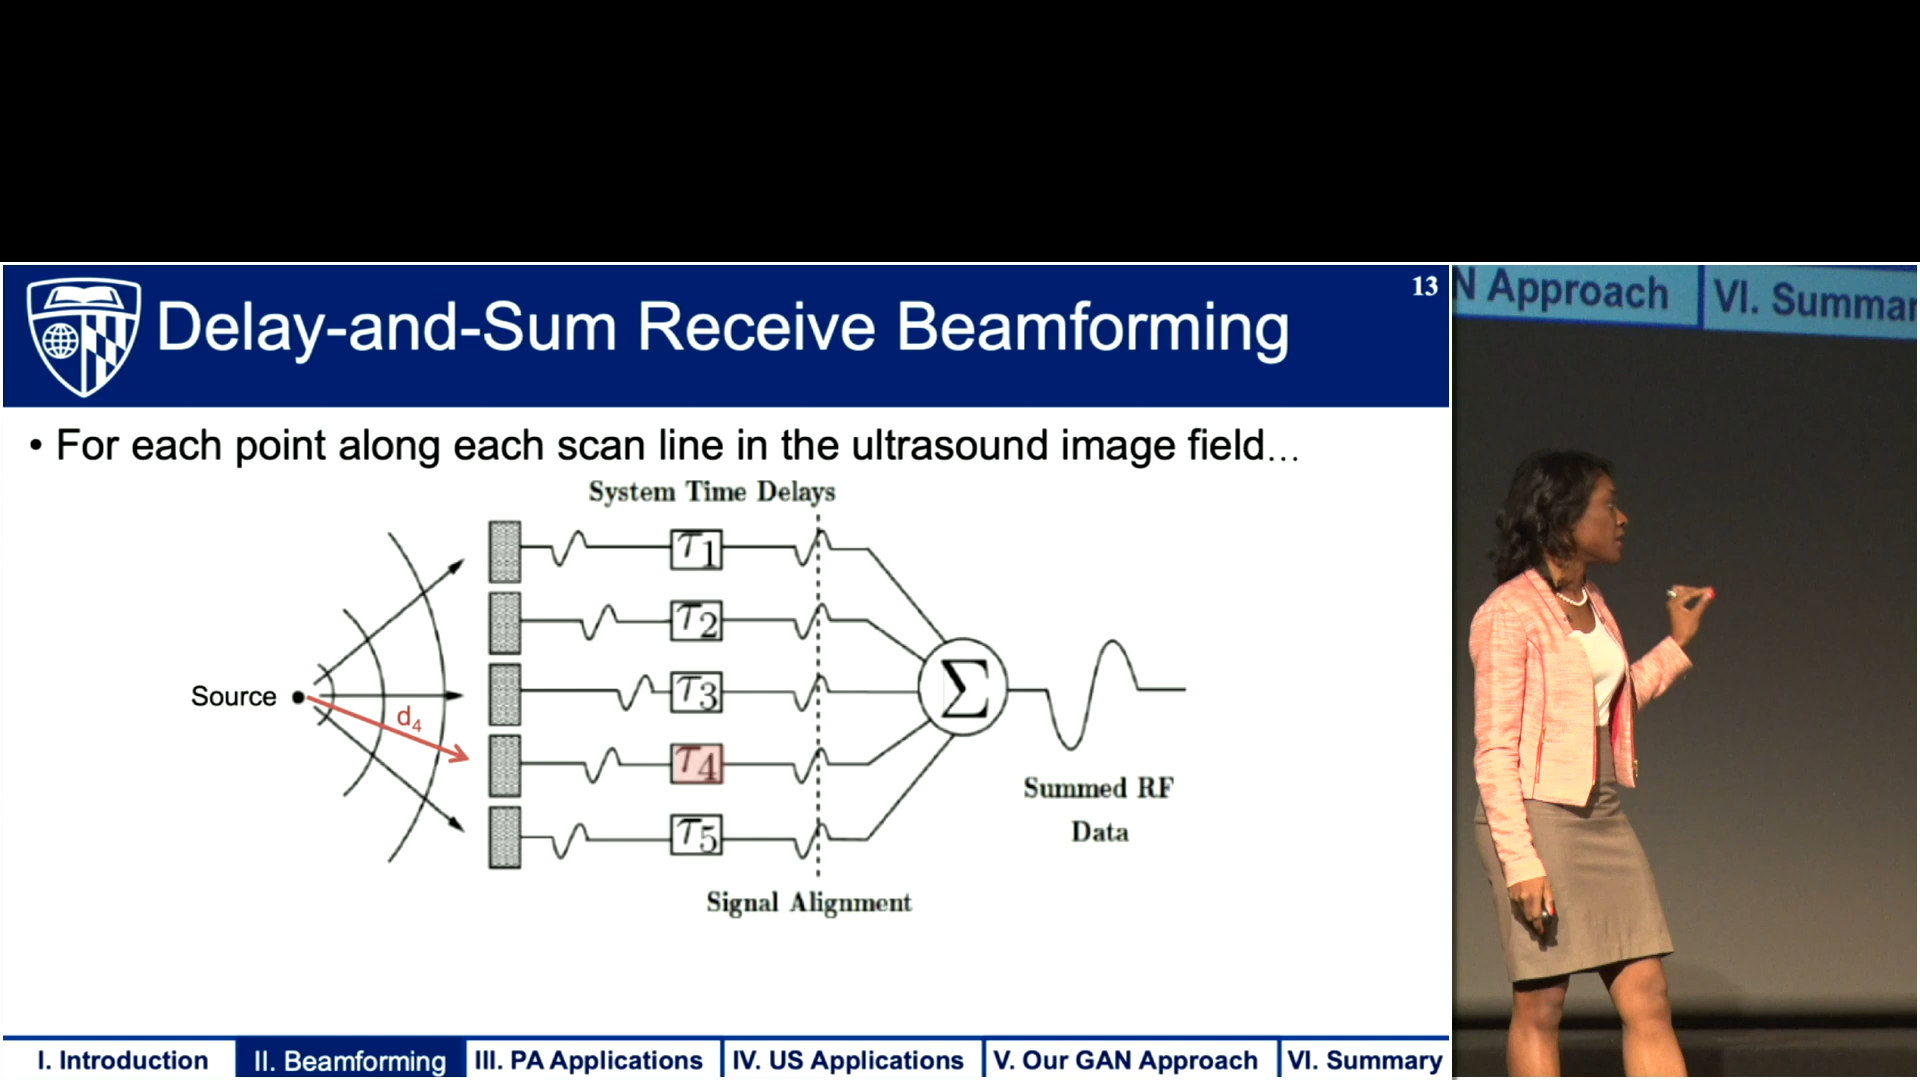 13
Delay-and-Sum Receive Beamforming
• For each point along each scan line in the ultrasound image field...
System Time Delays
τ1
τ2
τ3
τ4
τ5
Source
d4
Σ
Summed RF
Data
Signal Alignment
I. Introduction
II. Beamforming
III. PA Applications
IV. US Applications
V. Our GAN Approach
VI. Summary
N Approach
VI. Summar